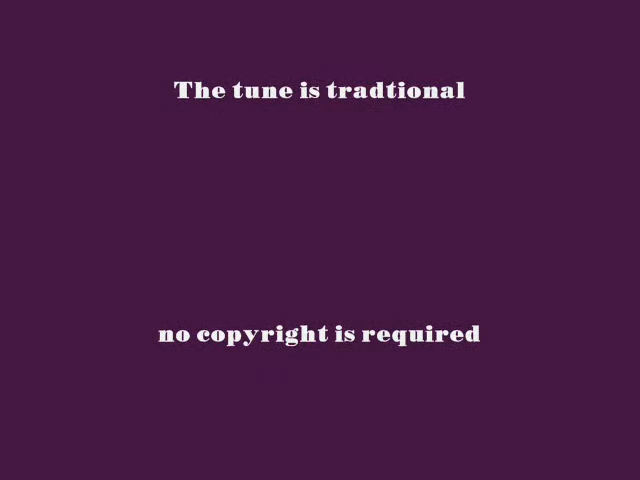 The tune is tradtional
no copyright is required